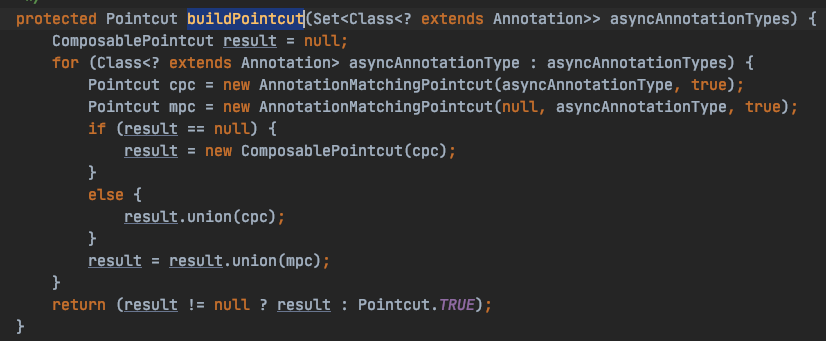 */
protected Pointcut buildPointcut(Set<Class<? extends Annotation>> asyncAnnotationTypes) {
    ComposablePointcut result = null;
    for (Class<? extends Annotation> asyncAnnotationType : asyncAnnotationTypes) {
        Pointcut cpc = new AnnotationMatchingPointcut(asyncAnnotationType, true);
        Pointcut mpc = new AnnotationMatchingPointcut(null, asyncAnnotationType, true);
        if (result == null) {
            result = new ComposablePointcut(cpc);
        }
        else {
            result.union(cpc);
        }
        result = result.union(mpc);
    }
    return (result != null ? result : Pointcut.TRUE);
}